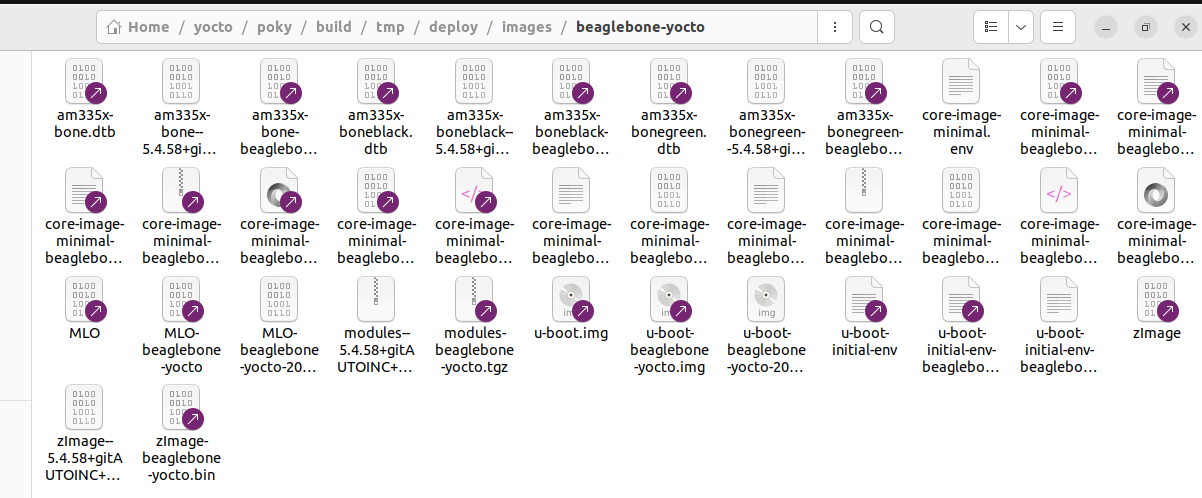 Home / yocto / poky / build / tmp / deploy / images / beaglebone-yocto
am335x-
bone.dtb
am335x-
bone--
5.4.58+gi…
am335x-
bone-
beaglebo…
am335x-
boneblack.
dtb
am335x-
boneblack--
5.4.58+gi…
am335x-
boneblack-
beaglebo…
am335x-
bonegreen.
dtb
am335x-
bonegreen-
-5.4.58+gi…
am335x-
bonegreen-
beaglebo…
core-image-
minimal.
env
core-image-
minimal-
beaglebo…
core-image-
minimal-
beaglebo…
core-image-
minimal-
beaglebo…
core-image-
minimal-
beaglebo…
core-image-
minimal-
beaglebo…
core-image-
minimal-
beaglebo…
core-image-
minimal-
beaglebo…
core-image-
minimal-
beaglebo…
core-image-
minimal-
beaglebo…
core-image-
minimal-
beaglebo…
core-image-
minimal-
beaglebo…
core-image-
minimal-
beaglebo…
core-image-
minimal-
beaglebo…
core-image-
minimal-
beaglebo…
MLO
MLO-
beaglebone
-yocto
MLO-
beaglebone
-yocto-20…
modules--
5.4.58+gitA
UTOINC+…
modules-
beaglebone
-yocto.tgz
u-boot.img
u-boot-
beaglebone
-yocto.img
u-boot-
beaglebone
-yocto-20…
u-boot-
initial-env
u-boot-
initial-env-
beaglebo…
u-boot-
initial-env-
beaglebo…
zImage
zImage--
5.4.58+gitA
UTOINC+…
zImage-
beaglebone
-yocto.bin